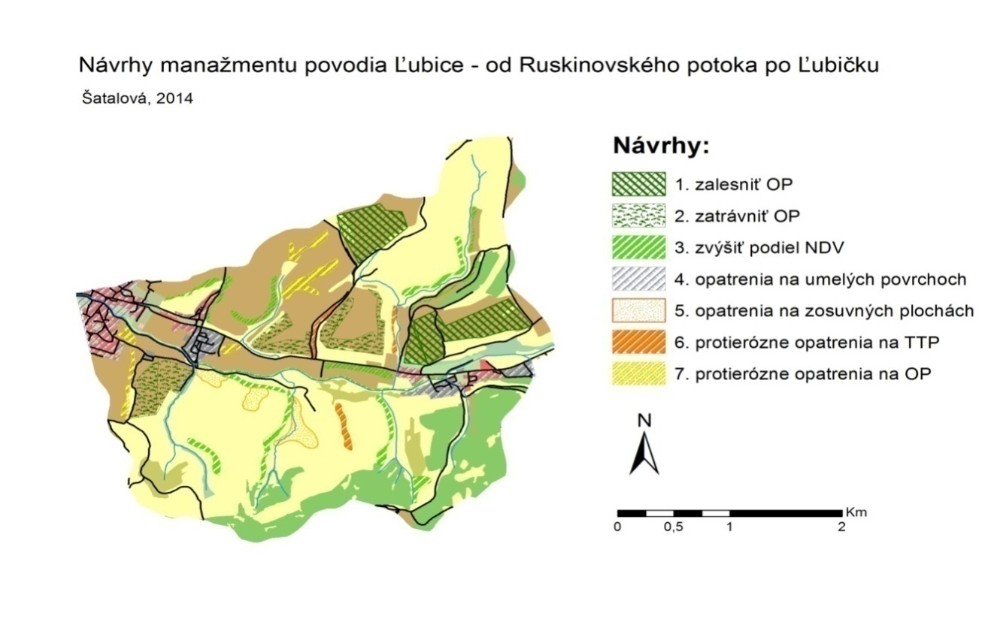 Návrhy manažmentu povodia Ľubice - od Ruskinovského potoka po Ľubičku
Šatalová, 2014
Návrhy:
1. zalesniť OP
2. zatrávniť OP
3. zvýšiť podiel NDV
4. opatrenia na umelých povrchoch
5. opatrenia na zosuvných plochách
6. protierózne opatrenia na TTP
7. protierózne opatrenia na OP
N
Km
0 0,5 1 2